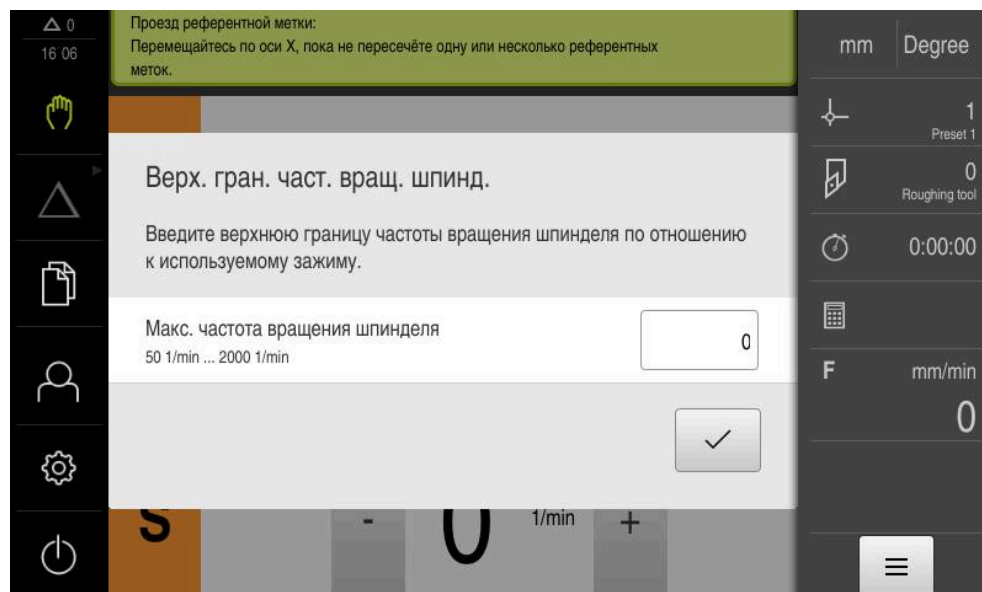 0
16 06
Проезд референтной метки:
Перемещайтесь по оси X, пока не пересечёте одну или несколько референтных
меток.
mm Degree
1
Preset 1
0
Roughing tool
0:00:00
F mm/min
0
Верх. гран. част. вращ. шпинд.
Введите верхнюю границу частоты вращения шпинделя по отношению
к используемому зажиму.
Макс. частота вращения шпинделя
50 1/min ... 2000 1/min
0
S - 0 1/min +